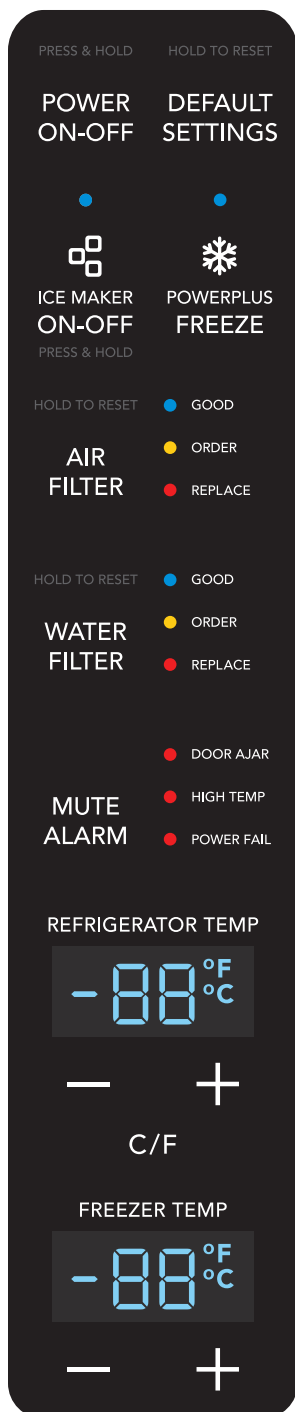 PRESS & HOLD HOLD TO RESET
POWER DEFAULT
ON-OFF SETTINGS
ICE MAKER POWERPLUS
ON-OFF FREEZE
PRESS & HOLD
HOLD TO RESET GOOD
AIR ORDER
FILTER REPLACE
HOLD TO RESET GOOD
WATER ORDER
FILTER REPLACE
DOOR AJAR
MUTE HIGH TEMP
ALARM POWER FAIL
REFRIGERATOR TEMP
-88 °F
°C
— +
C/F
FREEZER TEMP
-88 °F
°C
— +